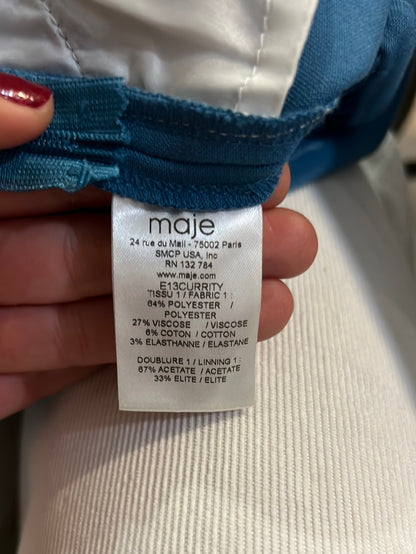 maje
24 rue du Mail - 75002 Paris
SMCP USA, Inc
RN 132 784
www.maje.com
E13CURRITY
TISSU 1 / FABRIC 1 :
64% POLYESTER /
POLYESTER
27% VISCOSE / VISCOSE
6% COTON / COTTON
3% ELASTHANNE / ELASTANE
DOUBLURE 1 / LINNING 1 :
67% ACETATE / ACETATE
33% ELITE / ELITE